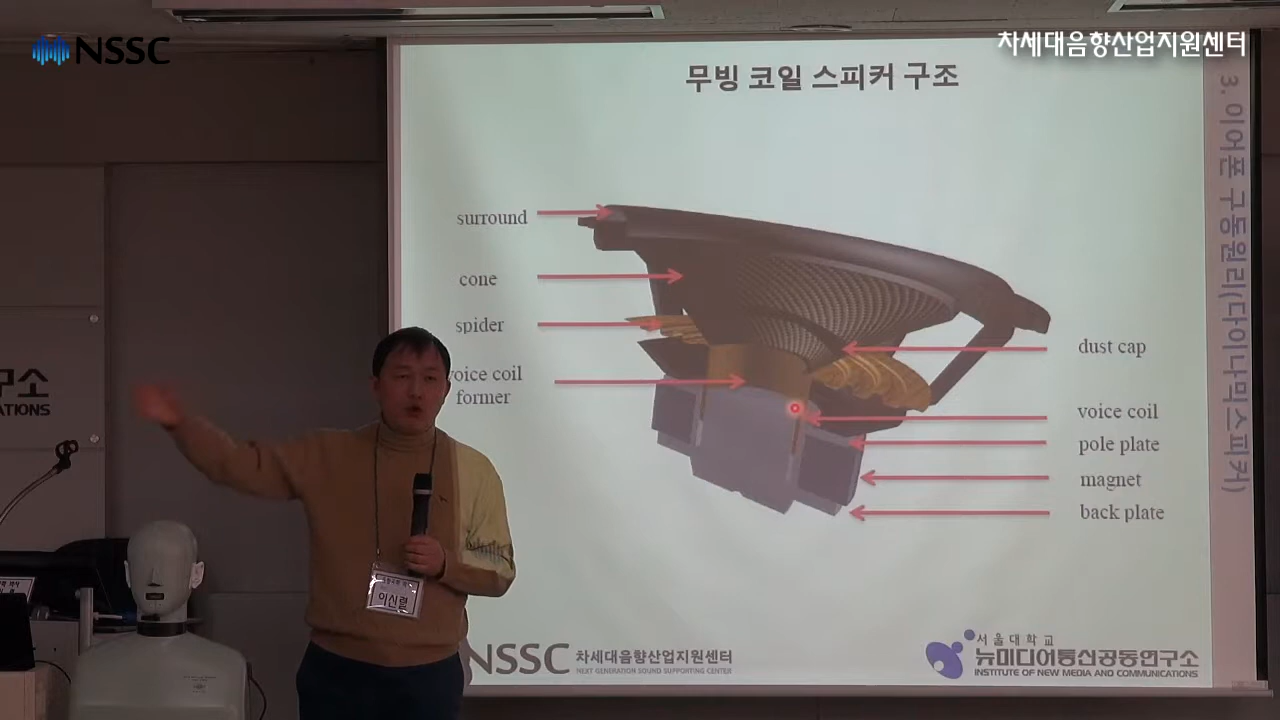 NSSC
차세대음향산업지원센터
무빙 코일 스피커 구조
3. 이어폰 구동원리(다이나믹스피커)
surround
cone
spider
voice coil
former
dust cap
voice coil
pole plate
magnet
back plate
구소
ATIONS
이신렬
NSSC 차세대음향산업지원센터
NEXT GENERATION SOUND SUPPORTING CENTER
서울대학교
뉴미디어통신공동연구소
INSTITUTE OF NEW MEDIA AND COMMUNICATIONS